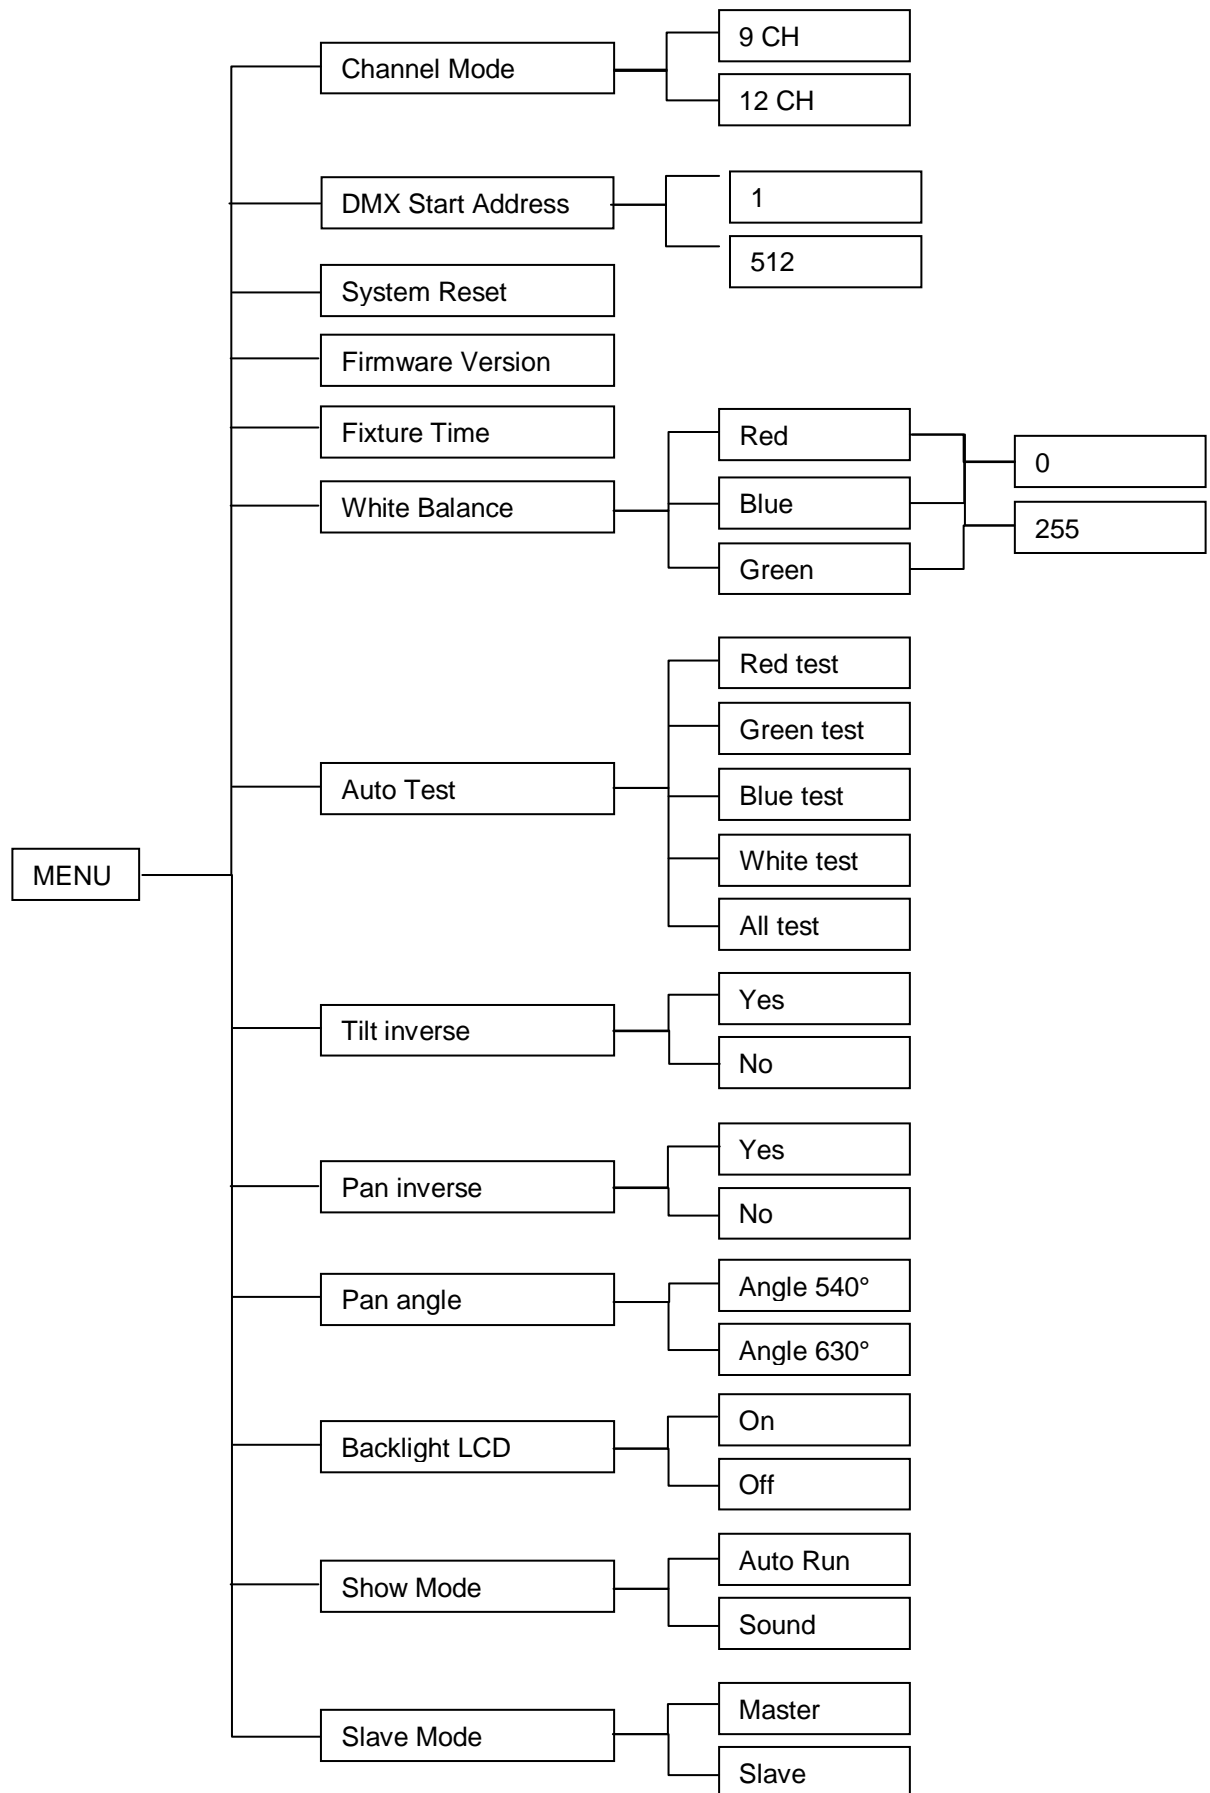 MENU
Channel Mode
9 CH
12 CH
DMX Start Address
1
512
System Reset
Firmware Version
Fixture Time
White Balance
Red
Blue
Green
0
255
Auto Test
Red test
Green test
Blue test
White test
All test
Tilt inverse
Yes
No
Pan inverse
Yes
No
Pan angle
Angle 540°
Angle 630°
Backlight LCD
On
Off
Show Mode
Auto Run
Sound
Slave Mode
Master
Slave